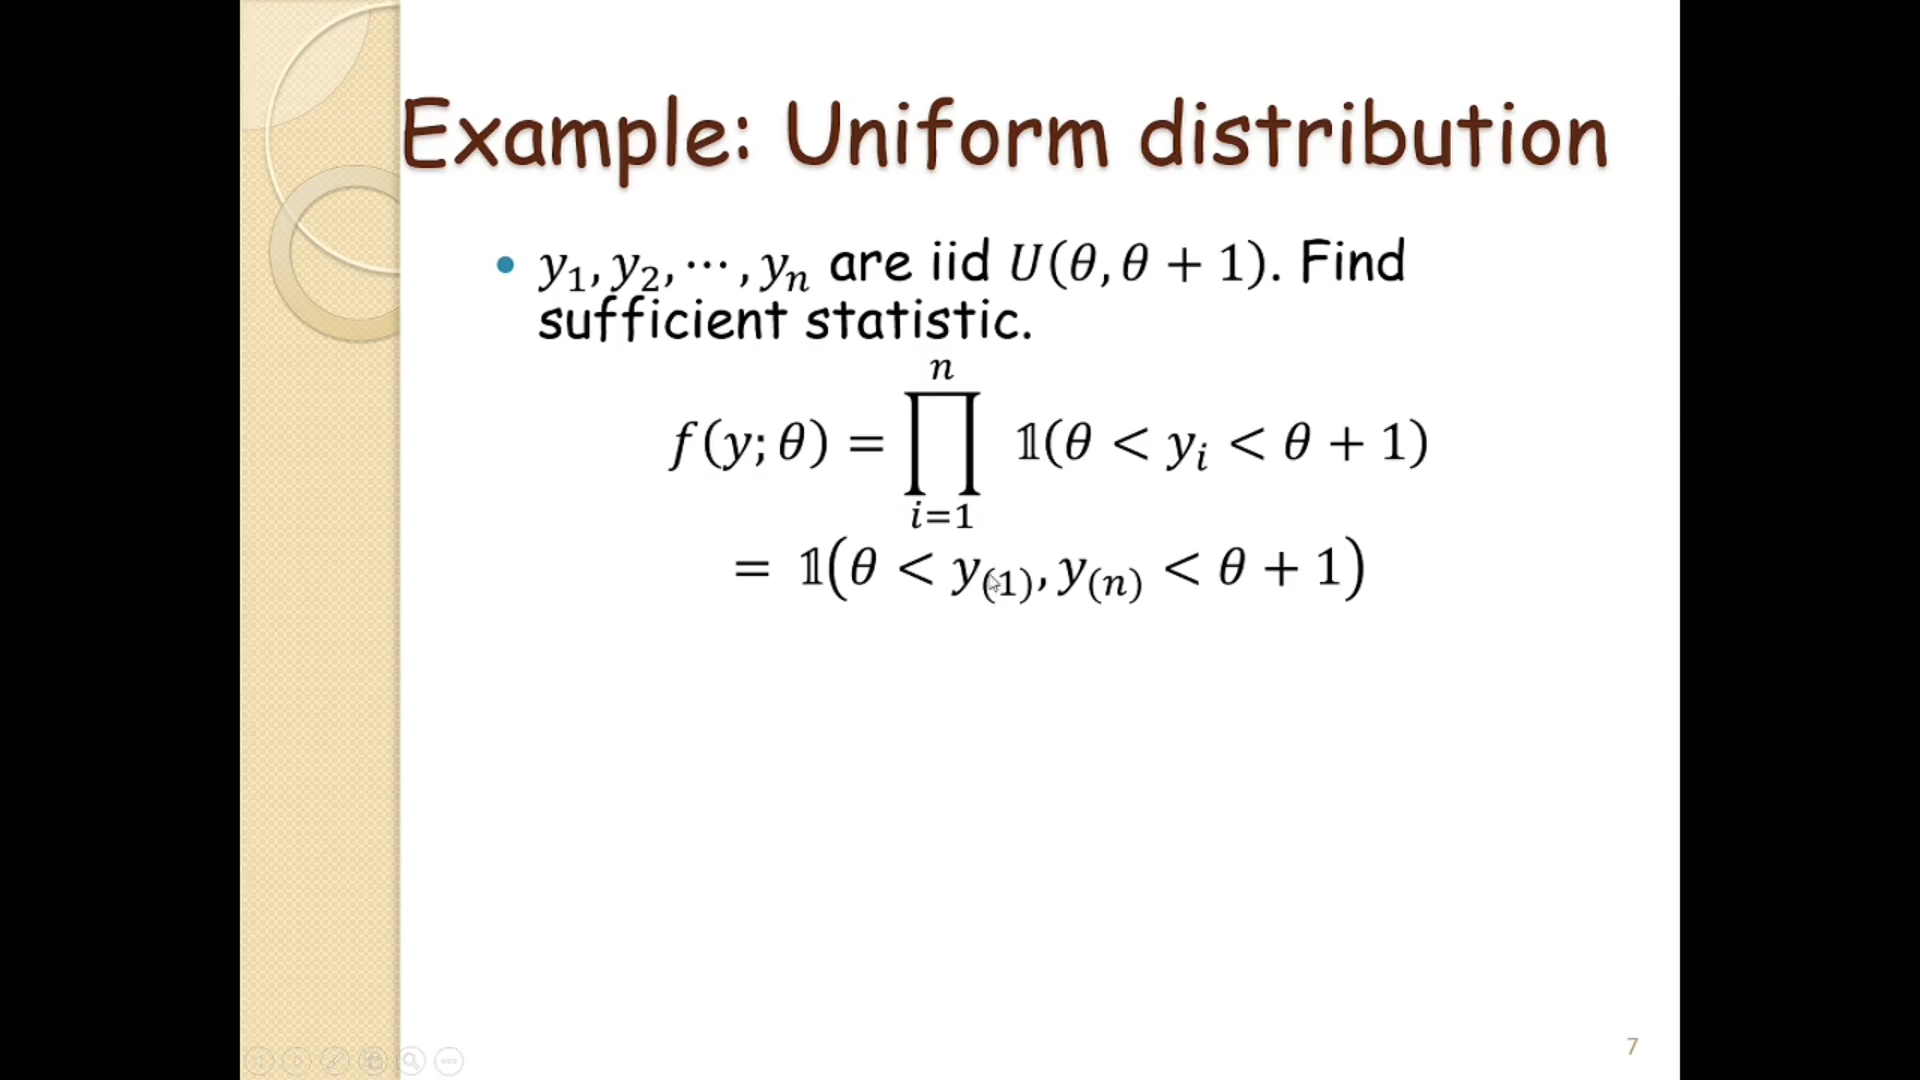 Example: Uniform distribution
• y₁, y₂, ⋯ , yₙ are iid U(θ, θ + 1). Find
sufficient statistic.
f(y; θ) = ∏ᵢ₌₁ⁿ 𝟙(θ < yᵢ < θ + 1)
= 𝟙(θ < y₍₁₎, y₍ₙ₎ < θ + 1)
7